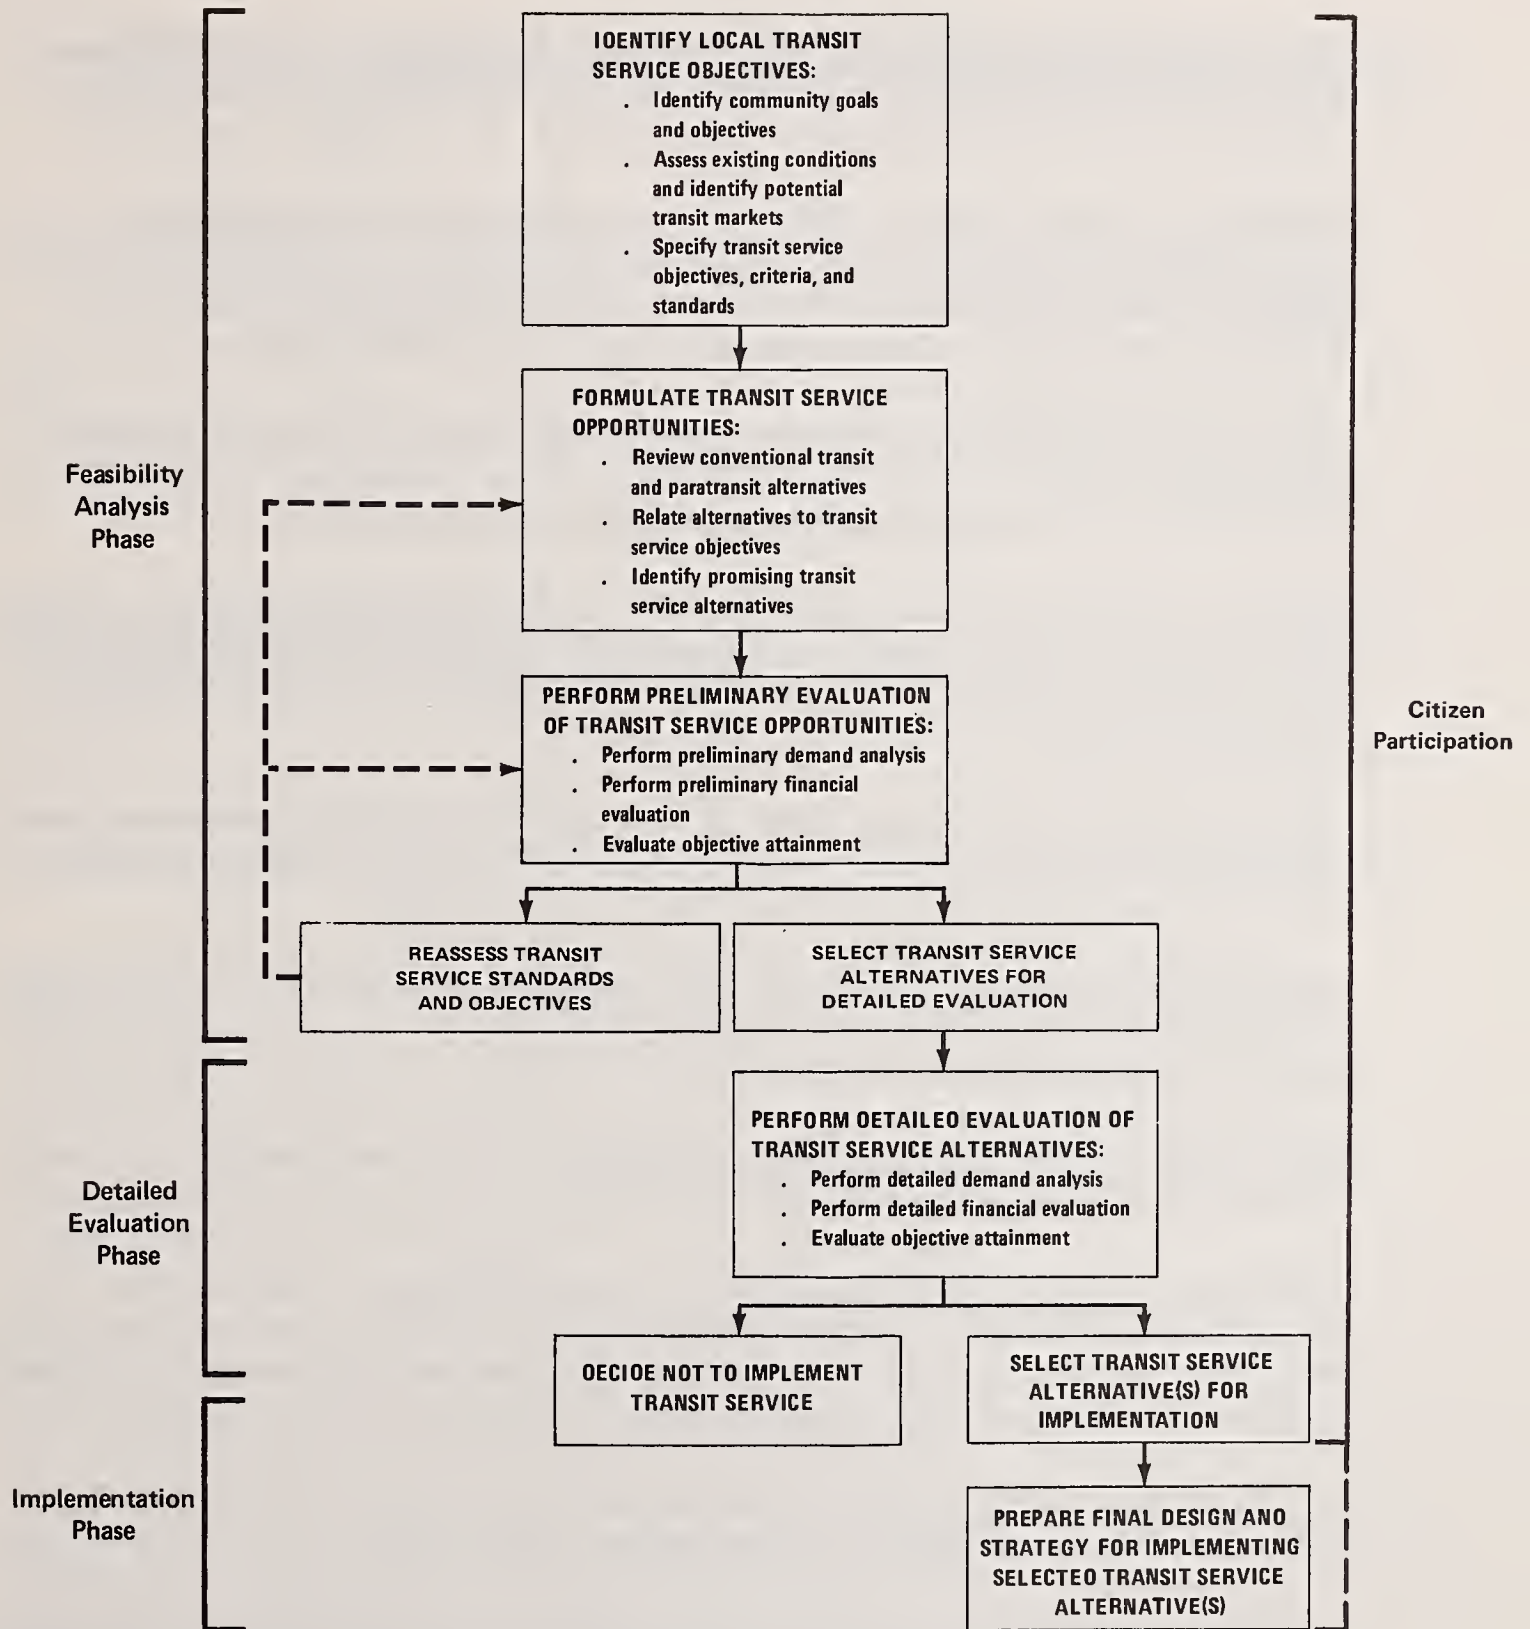 IDENTIFY LOCAL TRANSIT
SERVICE OBJECTIVES:
. Identify community goals
and objectives
. Assess existing conditions
and identify potential
transit markets
. Specify transit service
objectives, criteria, and
standards
FORMULATE TRANSIT SERVICE
OPPORTUNITIES:
. Review conventional transit
and paratransit alternatives
. Relate alternatives to transit
service objectives
. Identify promising transit
service alternatives
Feasibility
Analysis
Phase
PERFORM PRELIMINARY EVALUATION
OF TRANSIT SERVICE OPPORTUNITIES:
. Perform preliminary demand analysis
. Perform preliminary financial
evaluation
. Evaluate objective attainment
Citizen
Participation
REASSESS TRANSIT
SERVICE STANDARDS
AND OBJECTIVES
SELECT TRANSIT SERVICE
ALTERNATIVES FOR
DETAILED EVALUATION
PERFORM DETAILED EVALUATION OF
TRANSIT SERVICE ALTERNATIVES:
. Perform detailed demand analysis
. Perform detailed financial evaluation
. Evaluate objective attainment
Detailed
Evaluation
Phase
DECIDE NOT TO IMPLEMENT
TRANSIT SERVICE
SELECT TRANSIT SERVICE
ALTERNATIVE(S) FOR
IMPLEMENTATION
Implementation
Phase
PREPARE FINAL DESIGN AND
STRATEGY FOR IMPLEMENTING
SELECTED TRANSIT SERVICE
ALTERNATIVE(S)